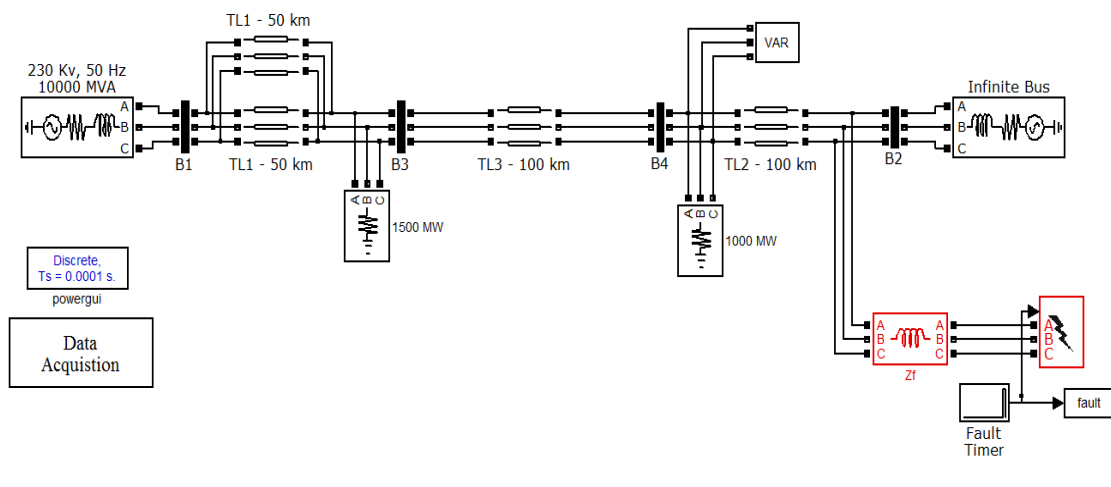 TL1 - 50 km
VAR
230 Kv, 50 Hz
10000 MVA
Infinite Bus
A
B
C
A
B
C
B1
TL1 - 50 km
B3
TL3 - 100 km
B4
TL2 - 100 km
B2
A B C
1500 MW
A B C
1000 MW
Discrete,
Ts = 0.0001 s.
powergui
Data
Acquistion
A A
B B
C C
Zf
A
B
C
fault
Fault
Timer